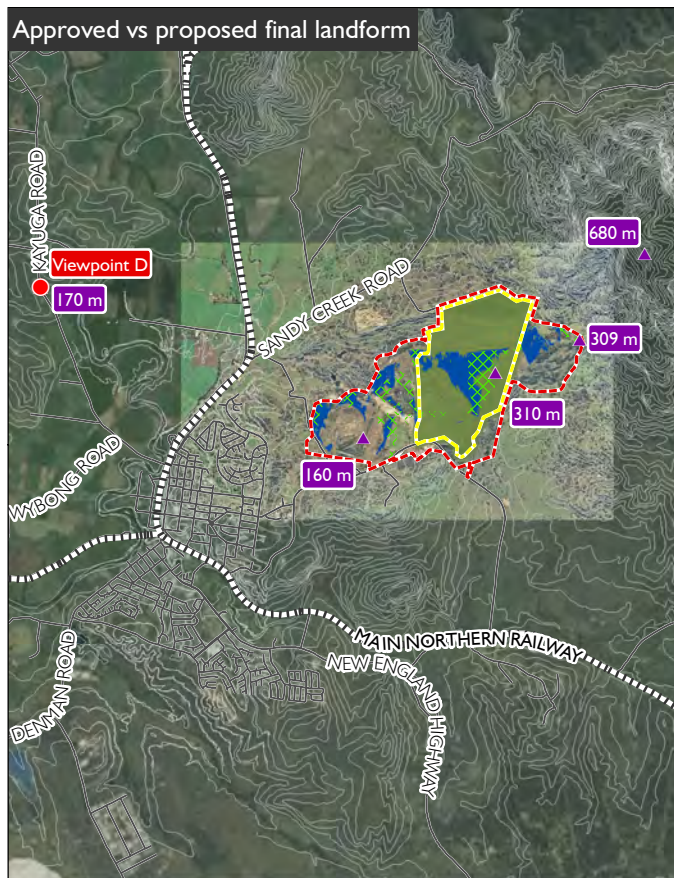 Approved vs proposed final landform
KAYUGA ROAD
680 m
Viewpoint D
170 m
SANDY CREEK ROAD
309 m
310 m
160 m
WYBONG ROAD
MAIN NORTHERN RAILWAY
NEW ENGLAND HIGHWAY
DENMAN ROAD